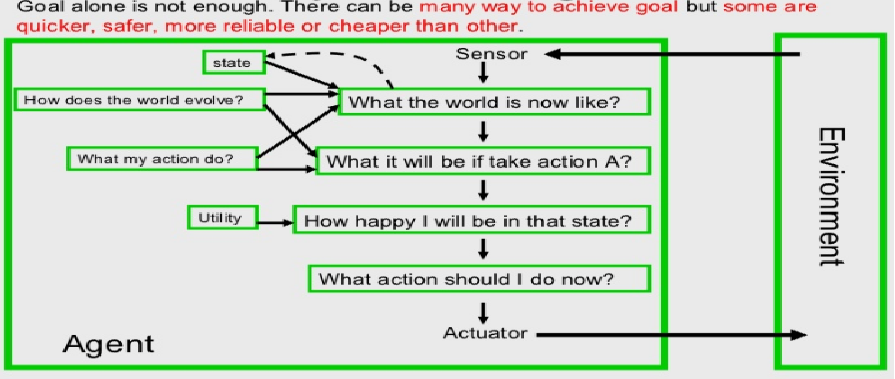 Goal alone is not enough. There can be many way to achieve goal but some are
quicker, safer, more reliable or cheaper than other.
Sensor
state
How does the world evolve?
What the world is now like?
What my action do?
What it will be if take action A?
Utility
How happy I will be in that state?
What action should I do now?
Actuator
Agent
Environment